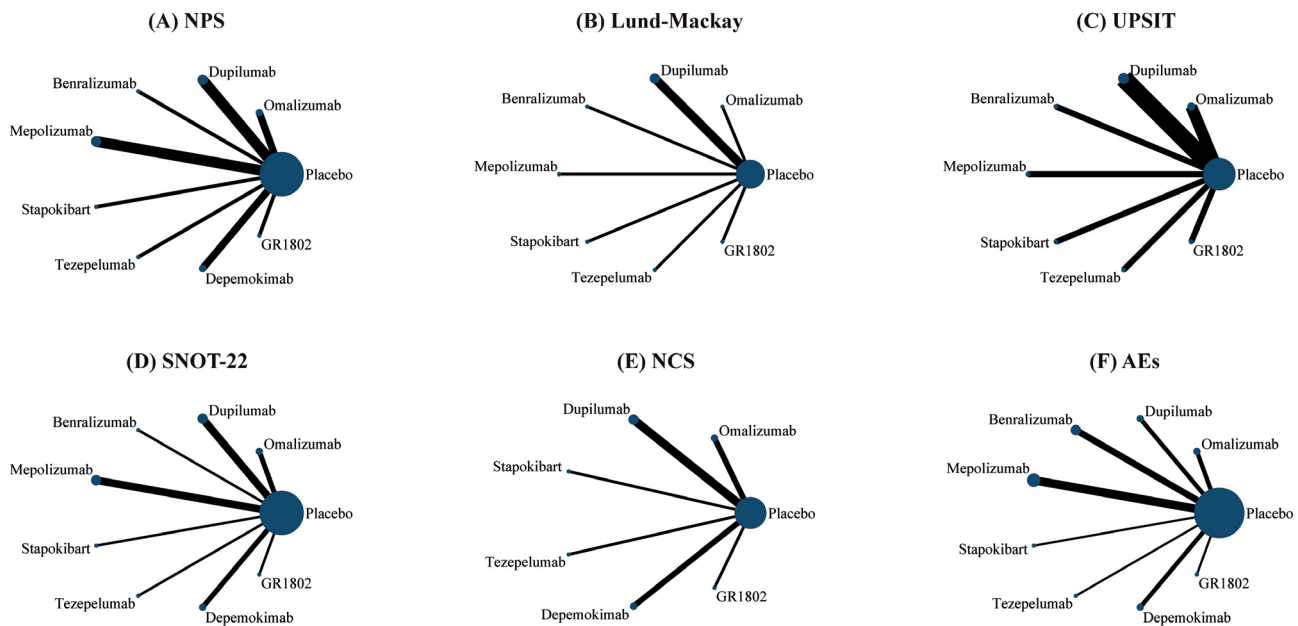 (A) NPS
Dupilumab
Benralizumab
Omalizumab
Mepolizumab
Placebo
Stapokibart
GR1802
Tezepelumab
Depemokimab
(B) Lund-Mackay
Dupilumab
Benralizumab
Omalizumab
Mepolizumab
Placebo
Stapokibart
GR1802
Tezepelumab
(C) UPSIT
Dupilumab
Benralizumab
Omalizumab
Mepolizumab
Placebo
Stapokibart
GR1802
Tezepelumab
(D) SNOT-22
Dupilumab
Benralizumab
Omalizumab
Mepolizumab
Placebo
Stapokibart
GR1802
Tezepelumab
Depemokimab
(E) NCS
Dupilumab
Omalizumab
Stapokibart
Placebo
Tezepelumab
GR1802
Depemokimab
(F) AEs
Dupilumab
Benralizumab
Omalizumab
Mepolizumab
Placebo
Stapokibart
GR1802
Tezepelumab
Depemokimab